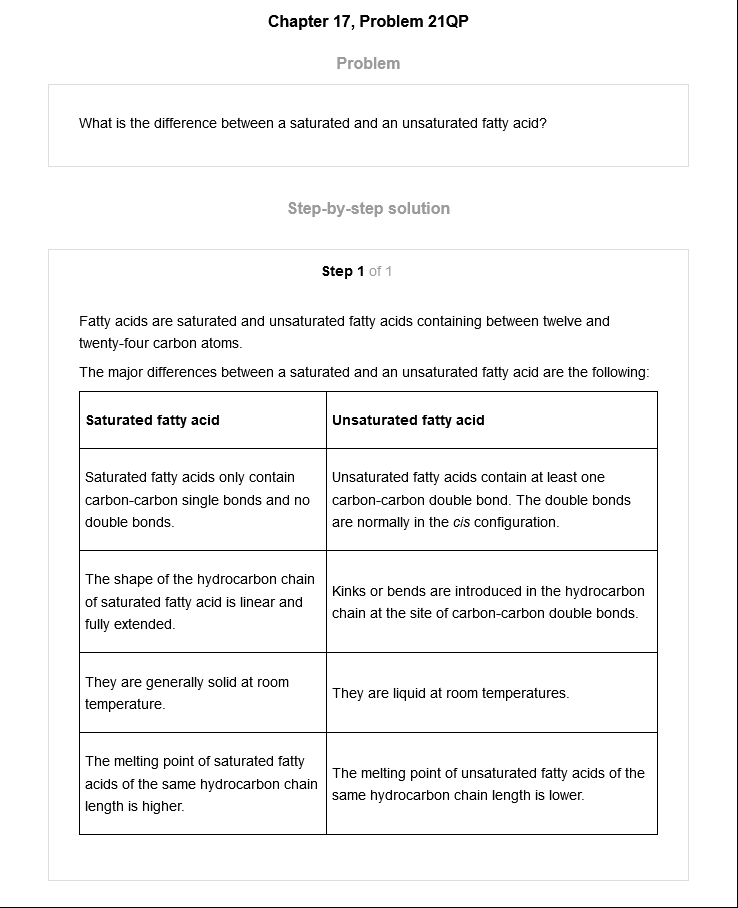 Chapter 17, Problem 21QP
Problem
What is the difference between a saturated and an unsaturated fatty acid?
Step-by-step solution
Step 1 of 1
Fatty acids are saturated and unsaturated fatty acids containing between twelve and
twenty-four carbon atoms.
The major differences between a saturated and an unsaturated fatty acid are the following:
Saturated fatty acid
Unsaturated fatty acid
Saturated fatty acids only contain
carbon-carbon single bonds and no
double bonds.
Unsaturated fatty acids contain at least one
carbon-carbon double bond. The double bonds
are normally in the cis configuration.
The shape of the hydrocarbon chain
of saturated fatty acid is linear and
fully extended.
Kinks or bends are introduced in the hydrocarbon
chain at the site of carbon-carbon double bonds.
They are generally solid at room
temperature.
They are liquid at room temperatures.
The melting point of saturated fatty
acids of the same hydrocarbon chain
length is higher.
The melting point of unsaturated fatty acids of the
same hydrocarbon chain length is lower.